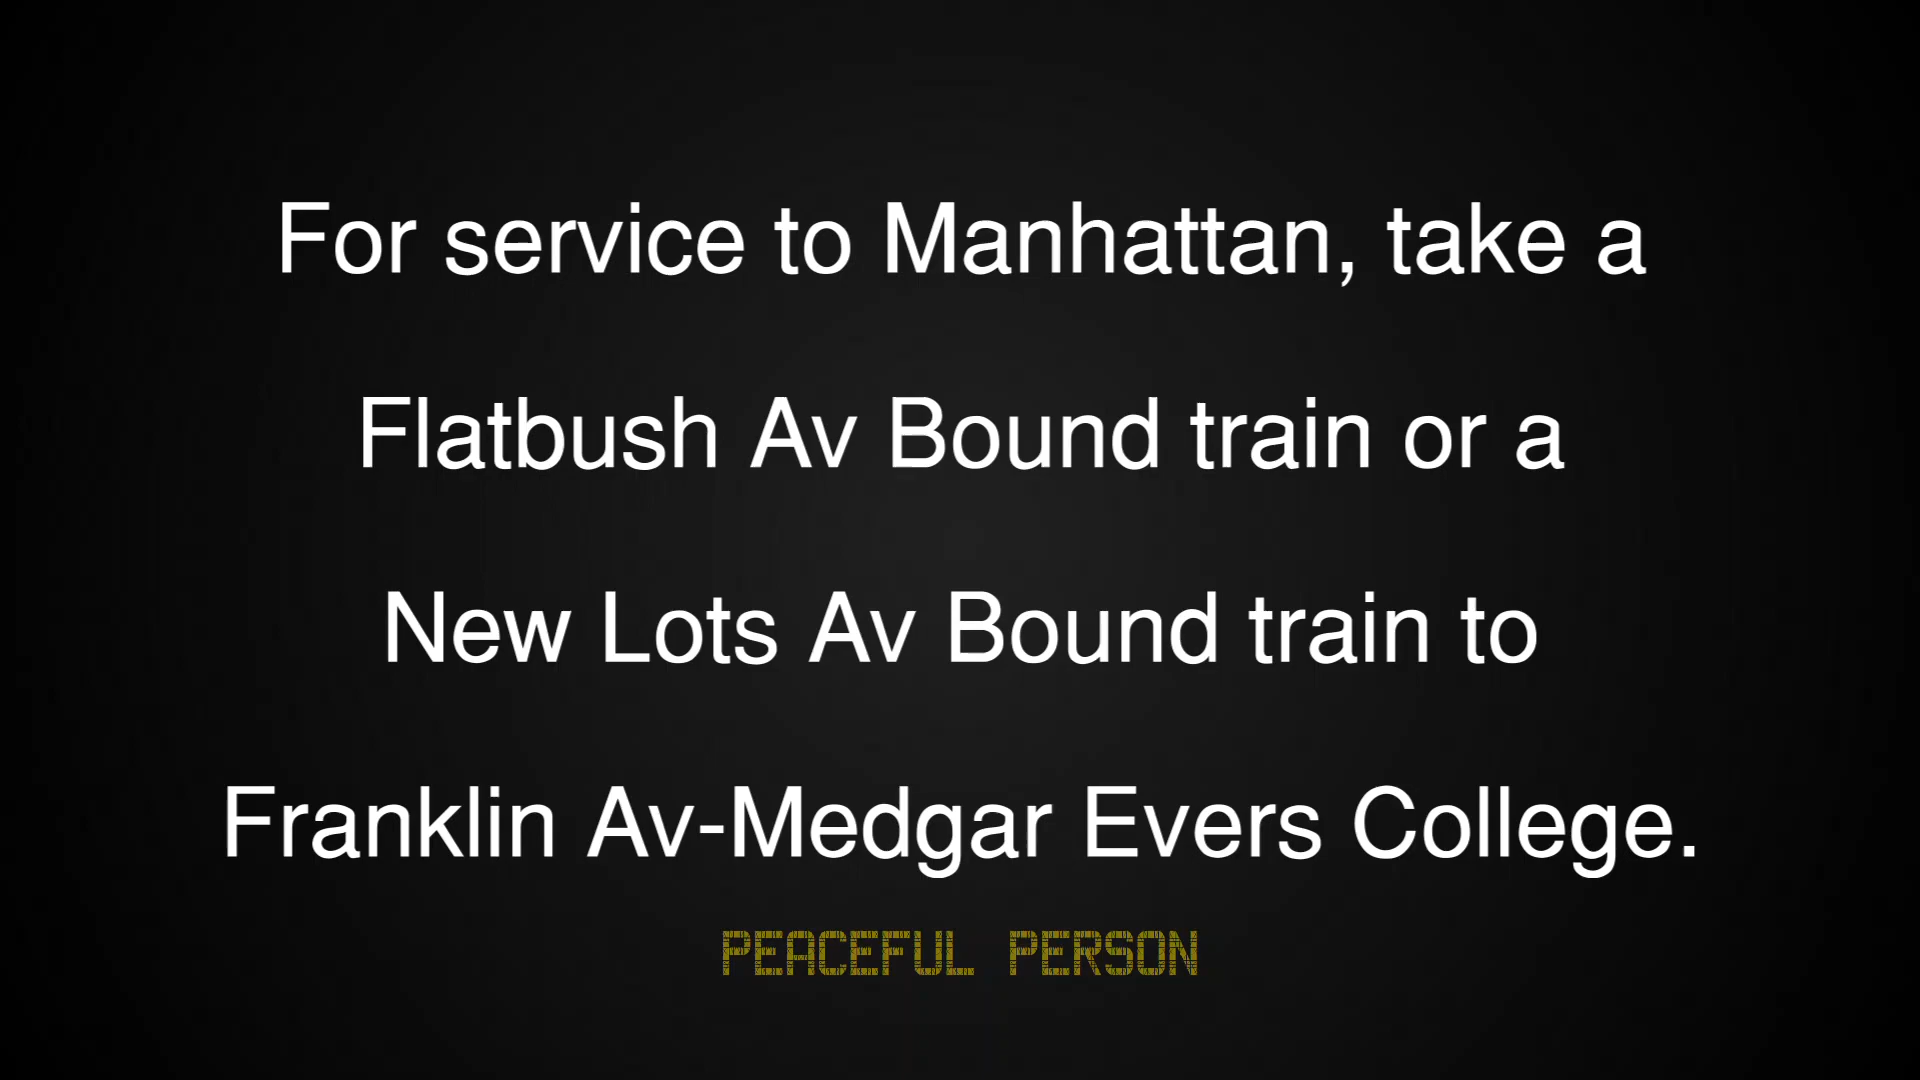 For service to Manhattan, take a
Flatbush Av Bound train or a
New Lots Av Bound train to
Franklin Av-Medgar Evers College.
PEACEFUL PERSON